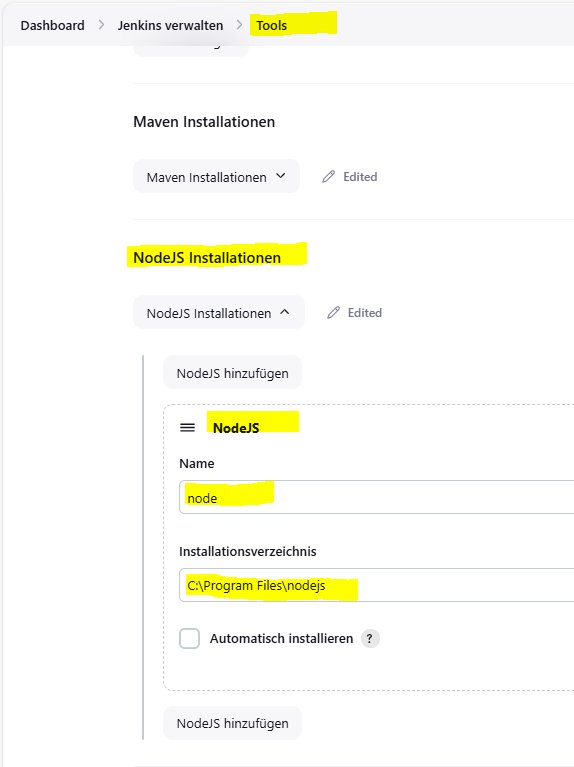 Dashboard > Jenkins verwalten > Tools
Maven Installationen
Maven Installationen
Edited
NodeJS Installationen
NodeJS Installationen
Edited
NodeJS hinzufügen
NodeJS
Name
node
Installationsverzeichnis
C:\Program Files\nodejs
Automatisch installieren ?
NodeJS hinzufügen